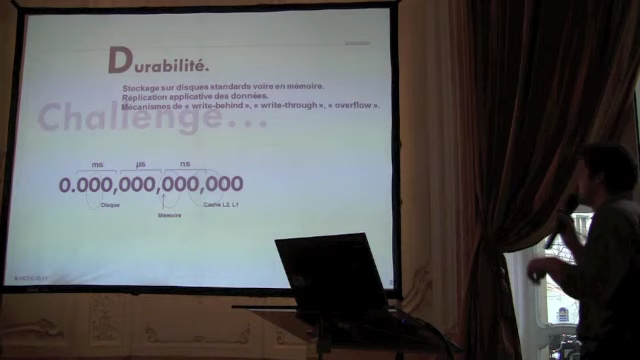 Durabilité.
Stockage sur disques standards voire en mémoire.
Réplication applicative des données.
Mécanismes de « write-behind », « write-through », « overflow ».
Challenge...
ms µs ns
0.000,000,000,000
Disque
Cache L2, L1
Mémoire